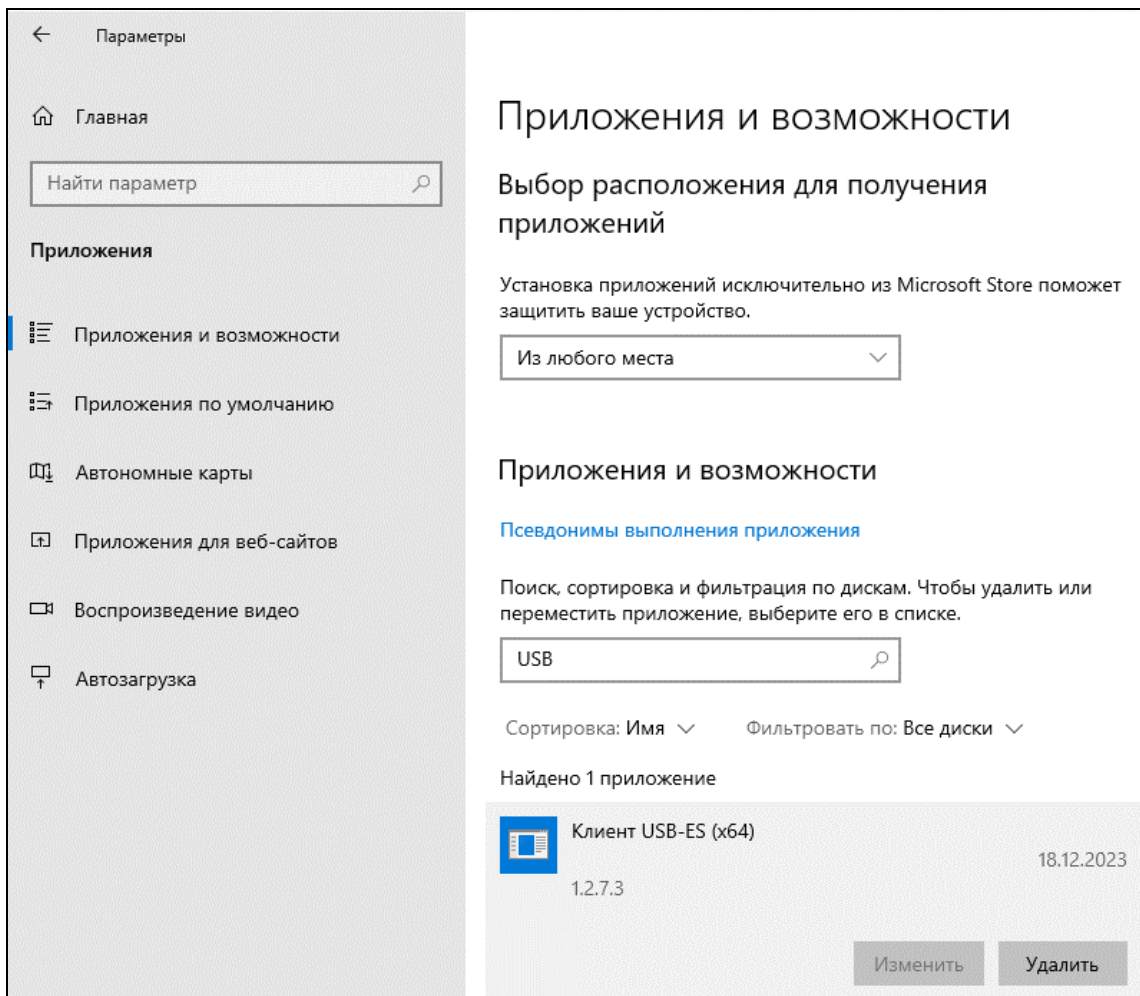 Параметры
Главная
Найти параметр
Приложения
Приложения и возможности
Приложения по умолчанию
Автономные карты
Приложения для веб-сайтов
Воспроизведение видео
Автозагрузка
Приложения и возможности
Выбор расположения для получения
приложений
Установка приложений исключительно из Microsoft Store поможет
защитить ваше устройство.
Из любого места
Приложения и возможности
Псевдонимы выполнения приложения
Поиск, сортировка и фильтрация по дискам. Чтобы удалить или
переместить приложение, выберите его в списке.
USB
Сортировка: Имя Фильтровать по: Все диски
Найдено 1 приложение
Клиент USB-ES (x64)
18.12.2023
1.2.7.3
Изменить Удалить